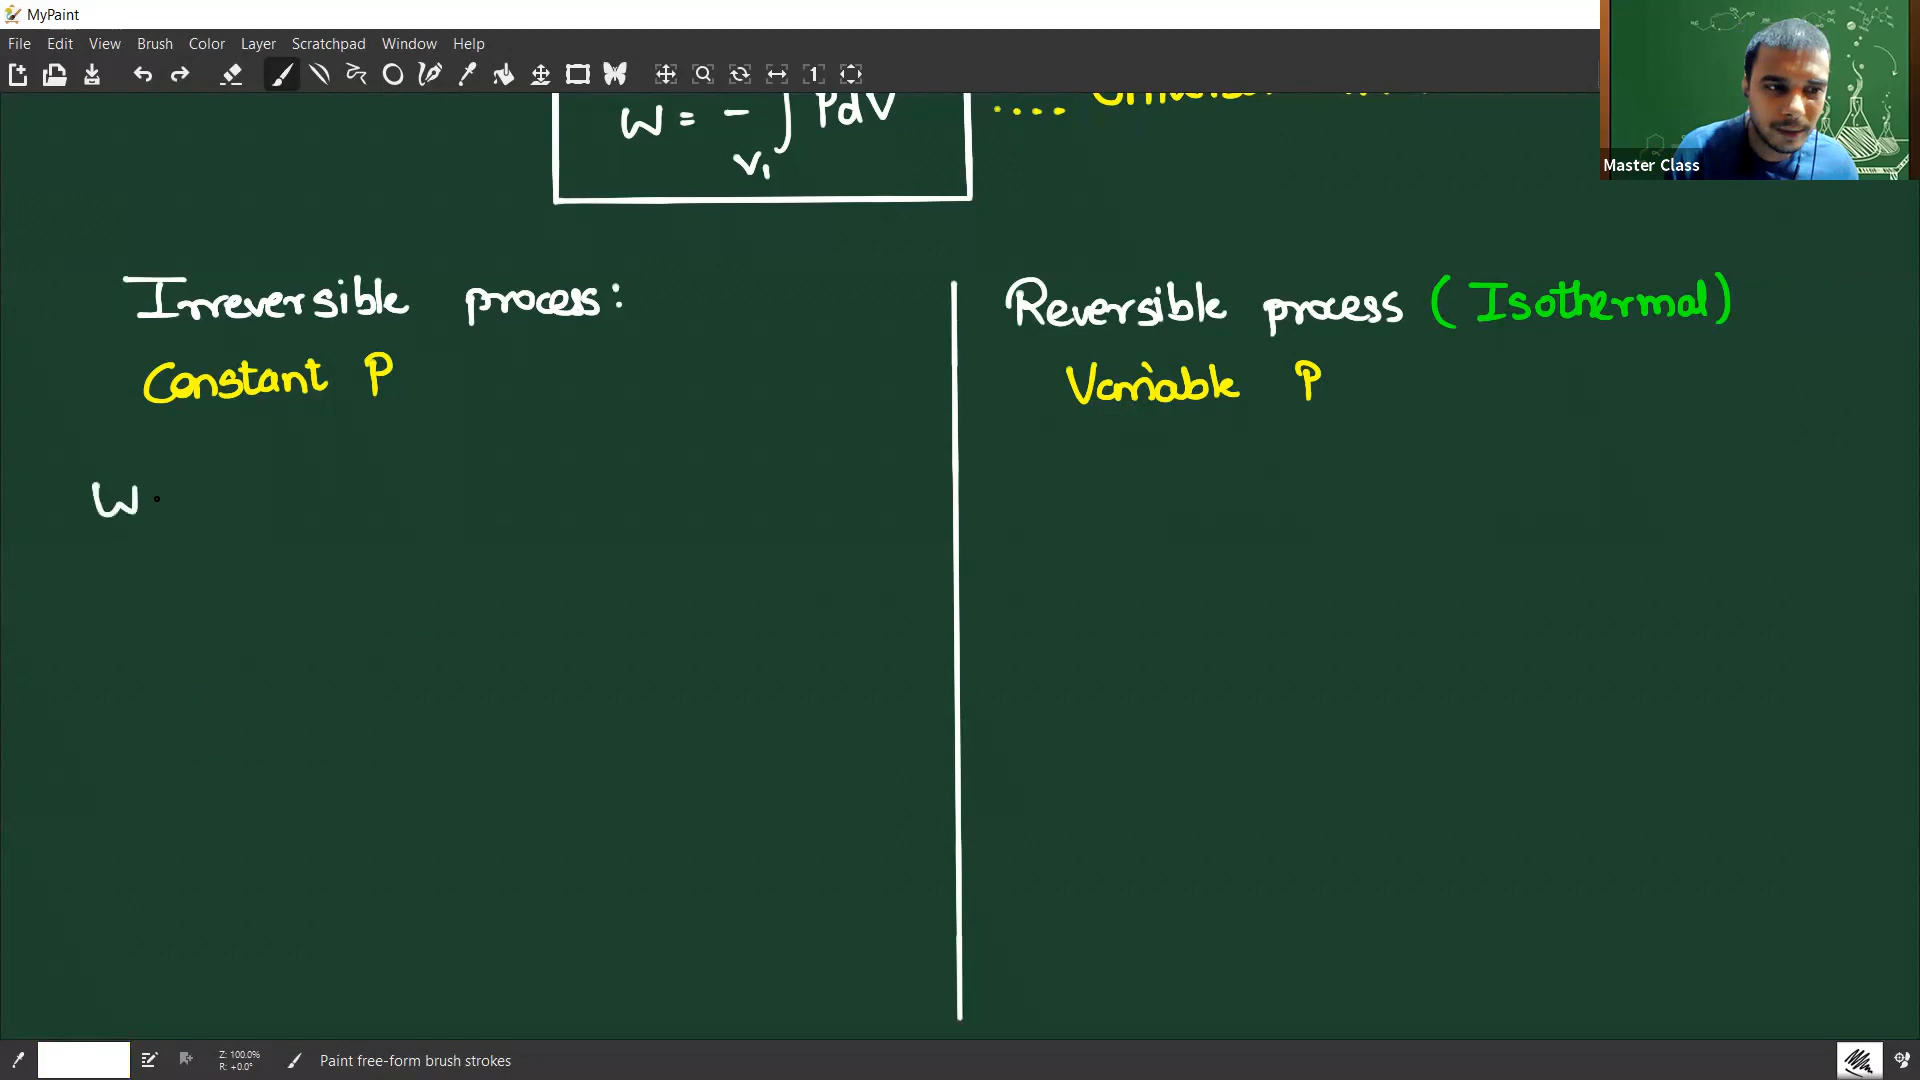 MyPaint
File Edit View Brush Color Layer Scratchpad Window Help
W = - ∫ PdV
V₁
....
Master Class
Irreversible process:
Constant P
W
Reversible process (Isothermal)
Variable P
Z: 100.0%
R: +0.0°
Paint free-form brush strokes